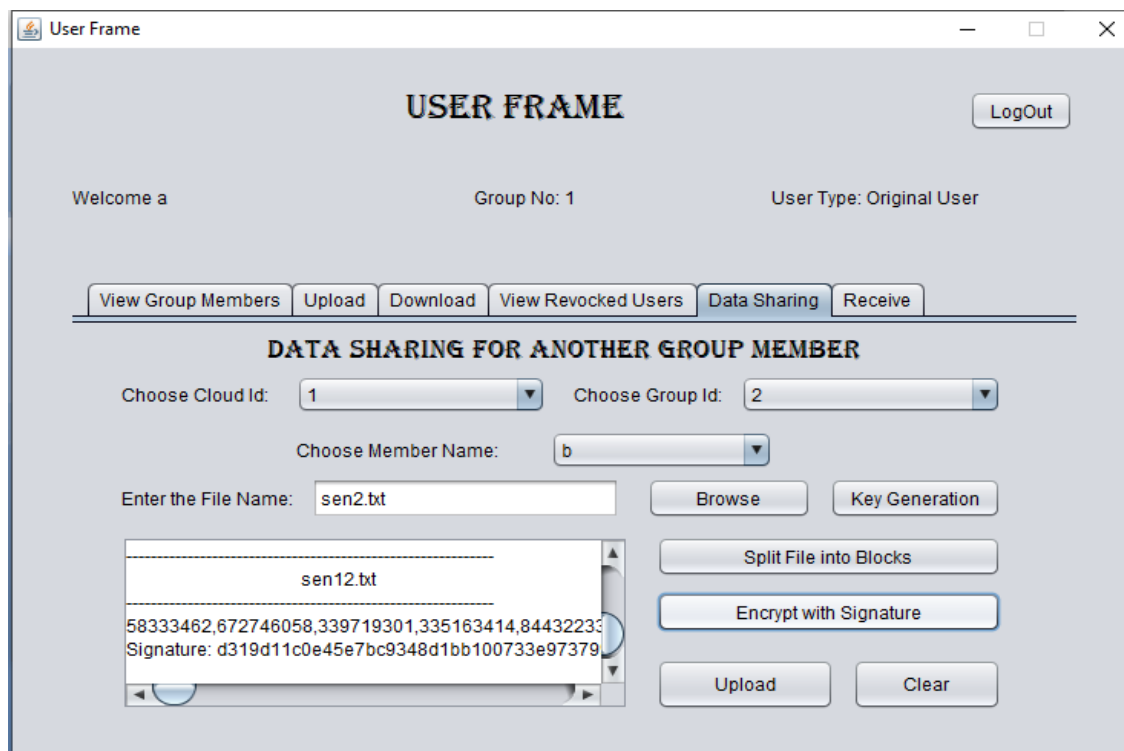 User Frame
USER FRAME
LogOut
Welcome a
Group No: 1
User Type: Original User
View Group Members
Upload
Download
View Revocked Users
Data Sharing
Receive
DATA SHARING FOR ANOTHER GROUP MEMBER
Choose Cloud Id:
1
Choose Group Id:
2
Choose Member Name:
b
Enter the File Name:
sen2.txt
Browse
Key Generation
----------------------------------------------------------------
sen12.txt
----------------------------------------------------------------
58333462,672746058,339719301,335163414,84432233
Signature: d319d11c0e45e7bc9348d1bb100733e97379
Split File into Blocks
Encrypt with Signature
Upload
Clear